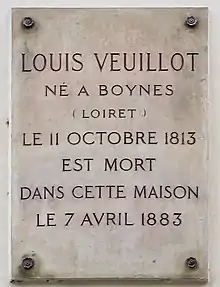 LOUIS VEUILLOT
NÉ A BOYNES
( LOIRET )
LE 11 OCTOBRE 1813
EST MORT
DANS CETTE MAISON
LE 7 AVRIL 1883